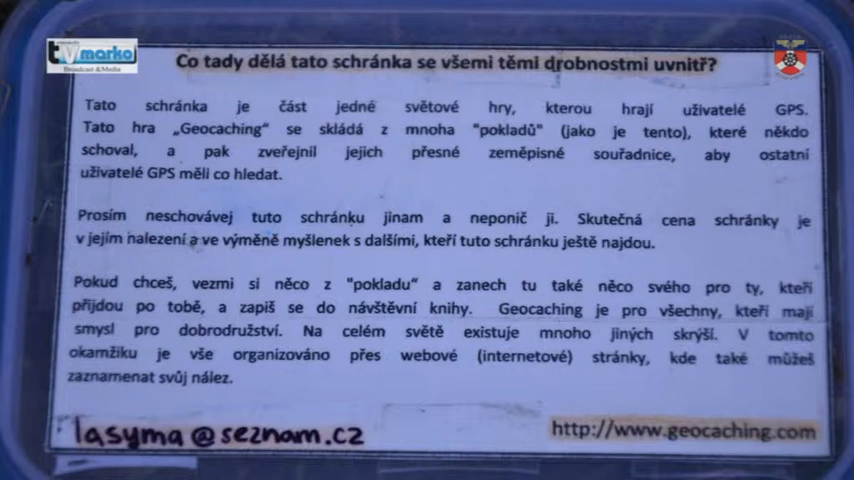 tvmarko
Broadcast &Media
Co tady dělá tato schránka se všemi těmi drobnostmi uvnitř?
Tato schránka je část jedné světové hry, kterou hrají uživatelé GPS.
Tato hra „Geocaching“ se skládá z mnoha "pokladů" (jako je tento), které někdo
schoval, a pak zveřejnil jejich přesné zeměpisné souřadnice, aby ostatní
uživatelé GPS měli co hledat.
Prosím neschovávej tuto schránku jinam a neponič ji. Skutečná cena schránky je
v jejím nalezení a ve výměně myšlenek s dalšími, kteří tuto schránku ještě najdou.
Pokud chceš, vezmi si něco z "pokladu“ a zanech tu také něco svého pro ty, kteří
přijdou po tobě, a zapiš se do návštěvní knihy. Geocaching je pro všechny, kteří mají
smysl pro dobrodružství. Na celém světě existuje mnoho jiných skrýší. V tomto
okamžiku je vše organizováno přes webové (internetové) stránky, kde také můžeš
zaznamenat svůj nález.
lasyma@seznam.cz
http://www.geocaching.com